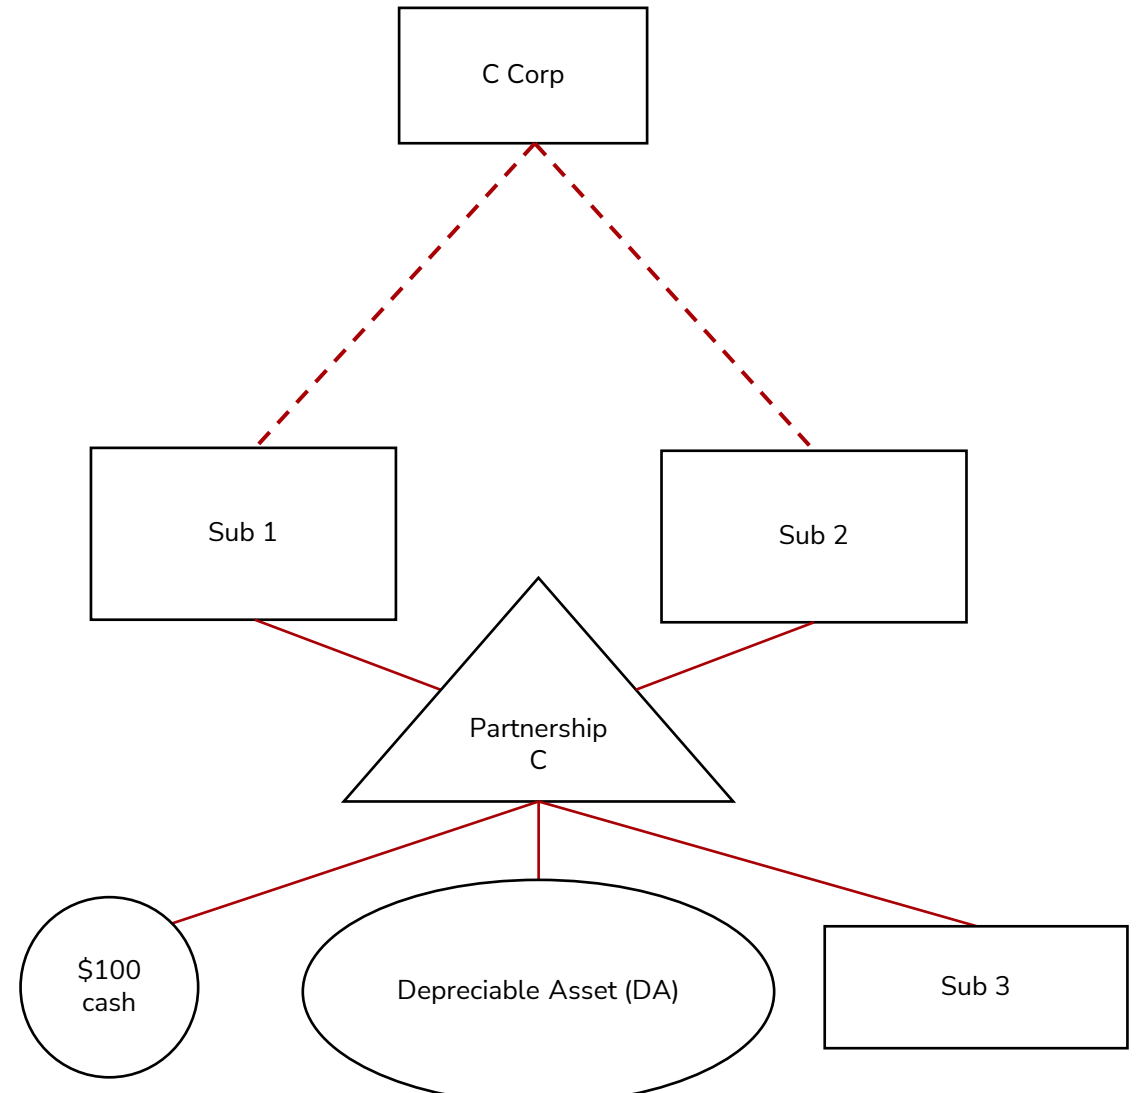 C Corp
Sub 1
Sub 2
Partnership
C
$100
cash
Depreciable Asset (DA)
Sub 3